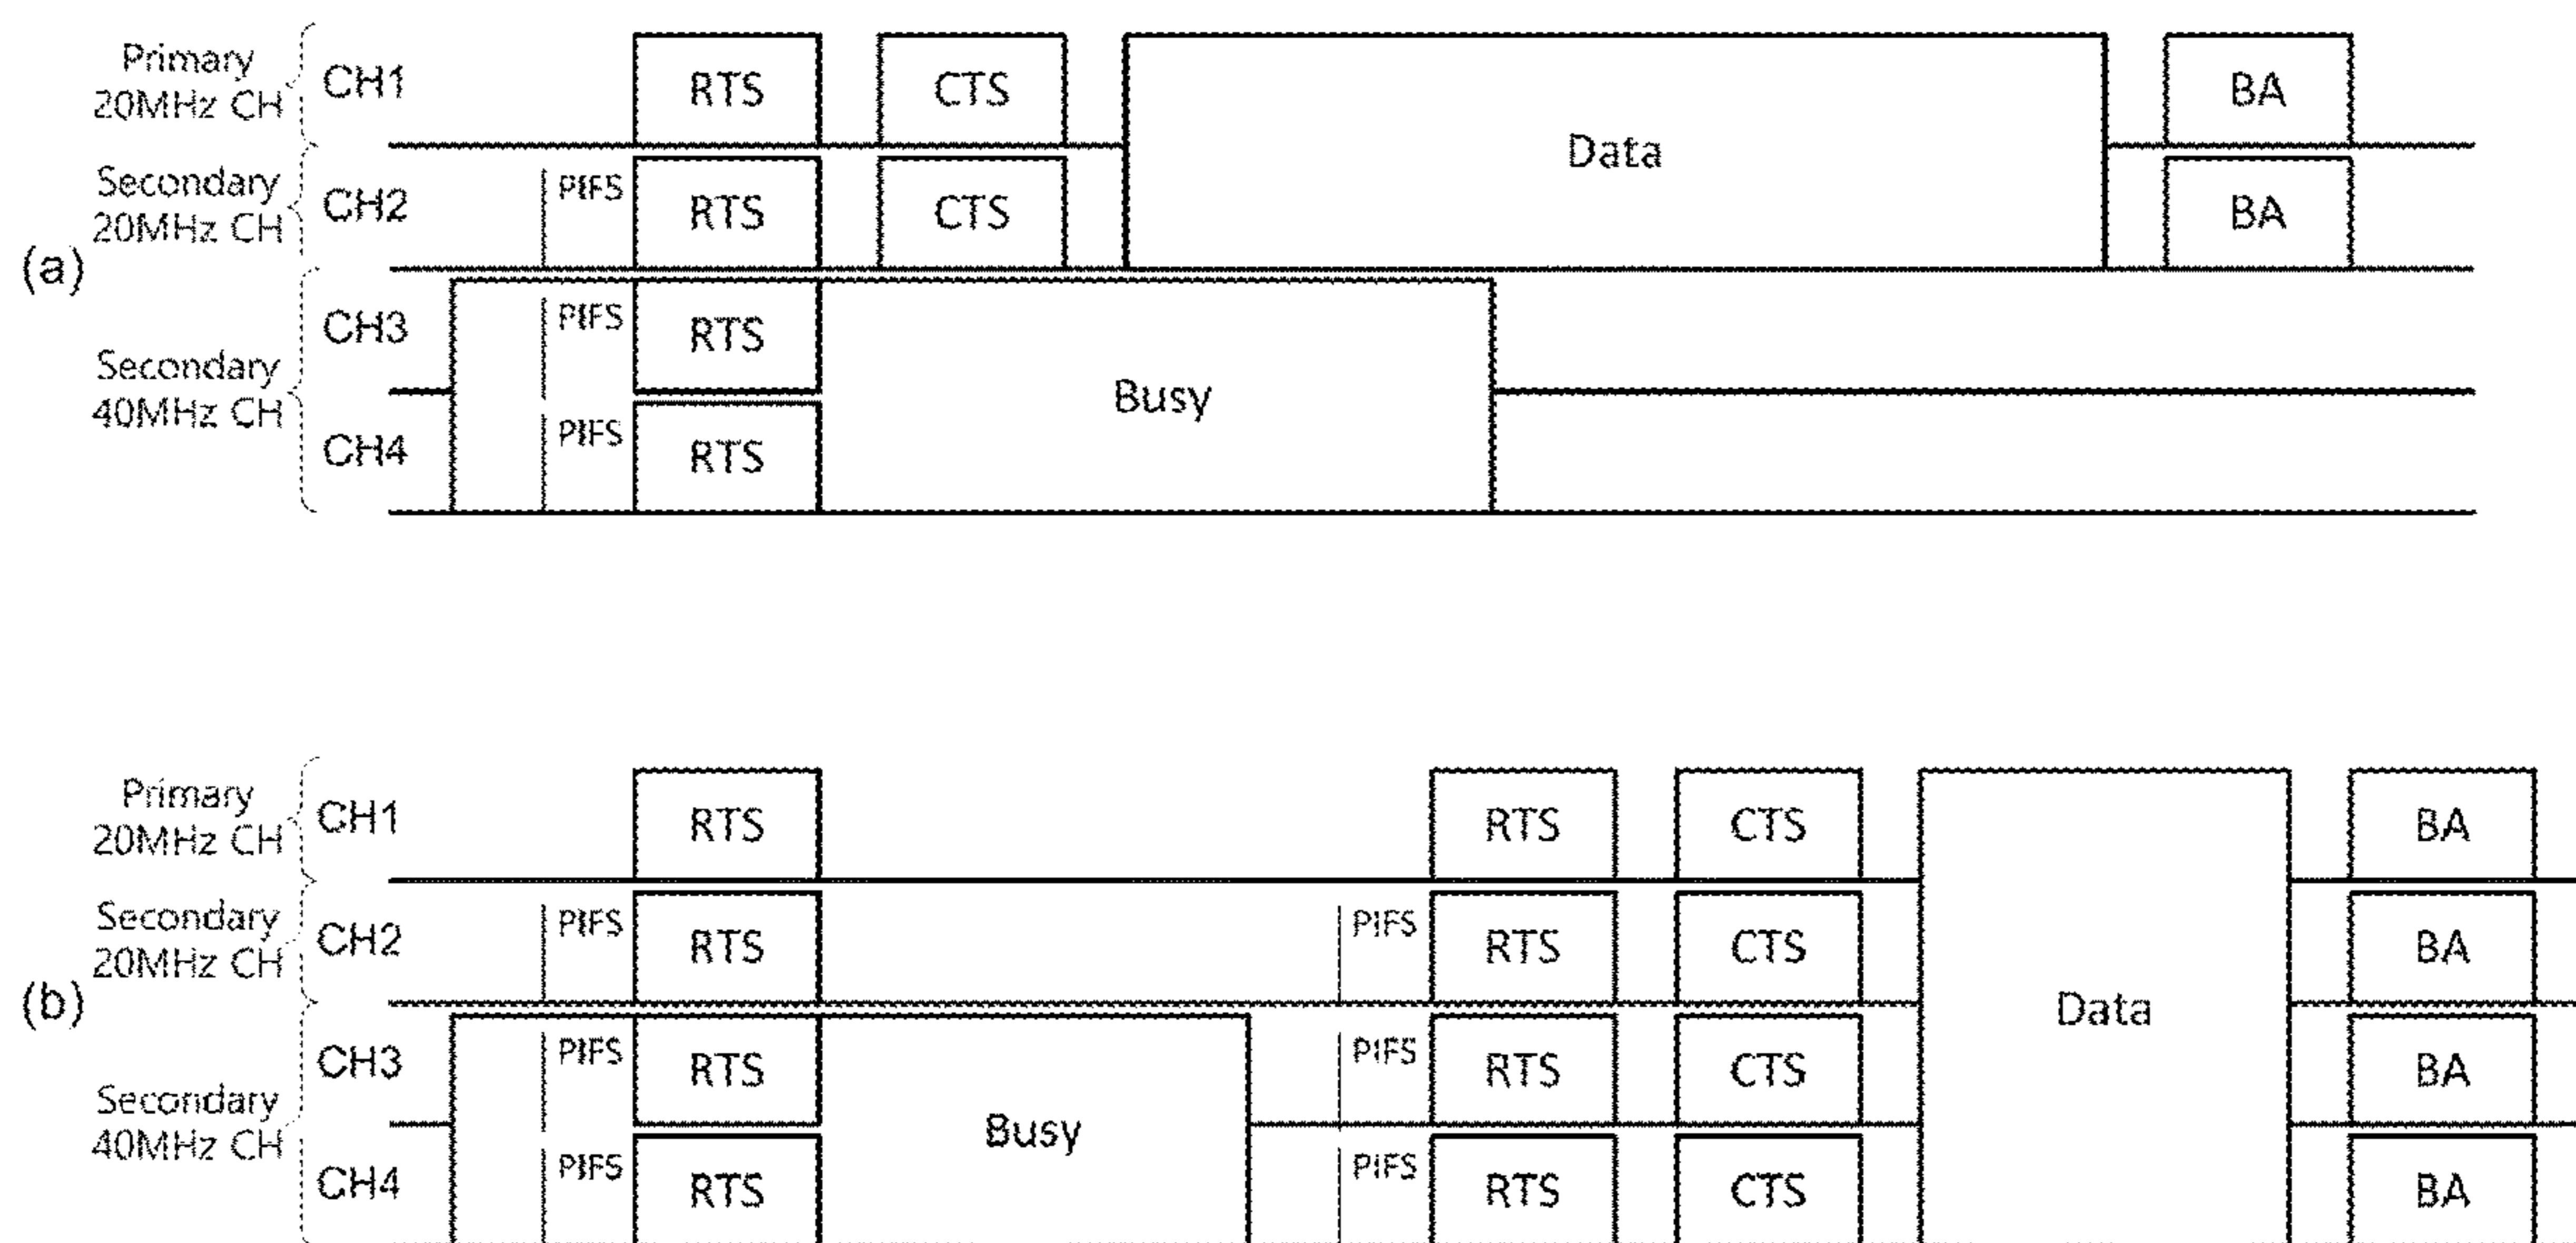 Primary
20MHz CH
CH1
RTS
CTS
Data
BA
Secondary
20MHz CH
CH2
PIFS
RTS
CTS
BA
(a)
Secondary
40MHz CH
CH3
PIFS
RTS
Busy
CH4
PIFS
RTS
Primary
20MHz CH
CH1
RTS
RTS
CTS
BA
Secondary
20MHz CH
CH2
PIFS
RTS
PIFS
RTS
CTS
Data
BA
(b)
Secondary
40MHz CH
CH3
PIFS
RTS
Busy
PIFS
RTS
CTS
BA
CH4
PIFS
RTS
PIFS
RTS
CTS
BA